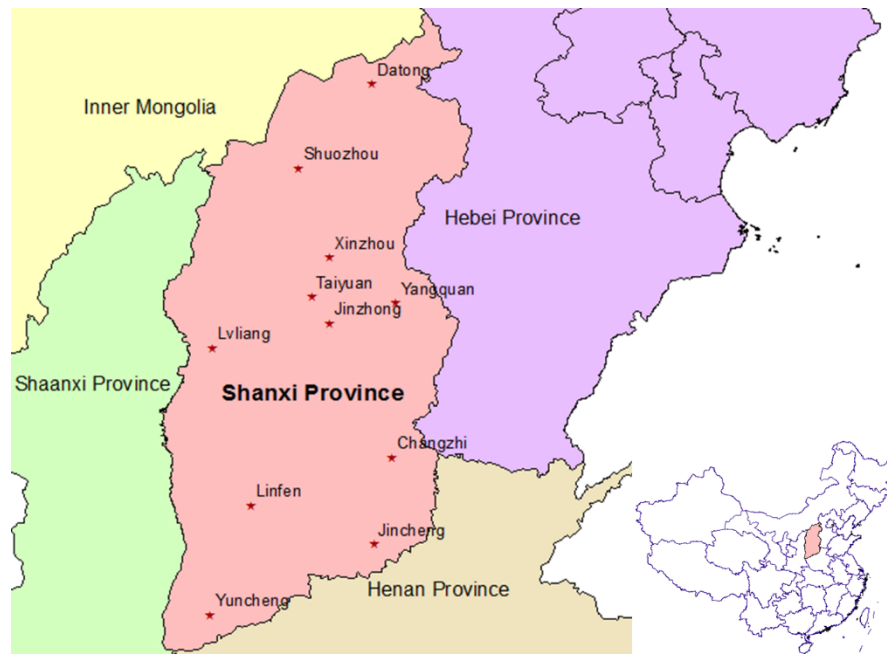 Datong
Inner Mongolia
Shuozhou
Hebei Province
Xinzhou
Taiyuan
Yangquan
Jinzhong
Lvliang
Shaanxi Province
Shanxi Province
Changzhi
Linfen
Jincheng
Henan Province
Yuncheng